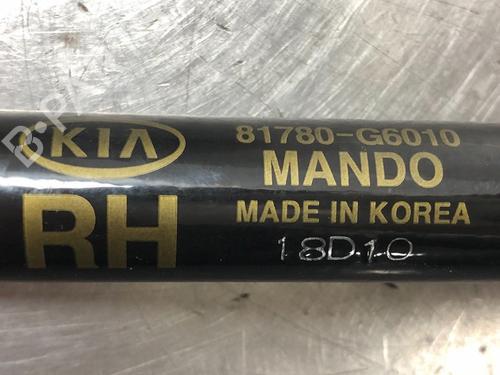 KIA
81780-G6010
MANDO
RH
MADE IN KOREA
18D10